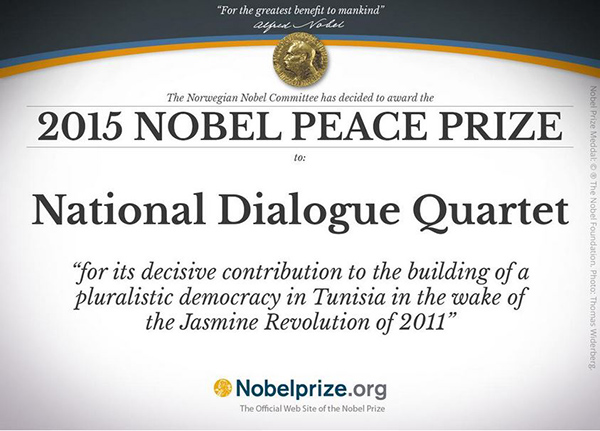 “For the greatest benefit to mankind”
Alfred Nobel
The Norwegian Nobel Committee has decided to award the
2015 NOBEL PEACE PRIZE
to:
National Dialogue Quartet
“for its decisive contribution to the building of a
pluralistic democracy in Tunisia in the wake of
the Jasmine Revolution of 2011”
Nobelprize.org
The Official Web Site of the Nobel Prize
Nobel Prize Meddal: © ® The Nobel Foundation. Photo: Thomas Widerberg.